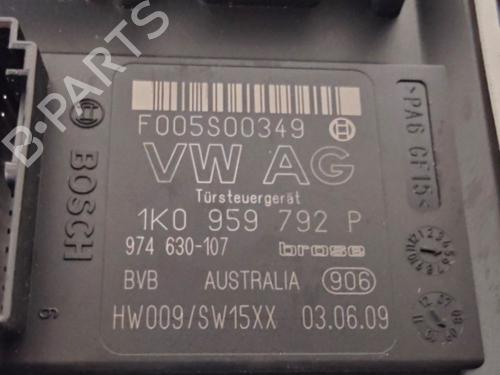 F005S00349
VW AG
Türsteuergerät
1K0 959 792 P
974 630-107 brose
BVB AUSTRALIA 906
HW009/SW15XX 03.06.09
BOSCH
6
>PA6 GF15<
B-PARTS